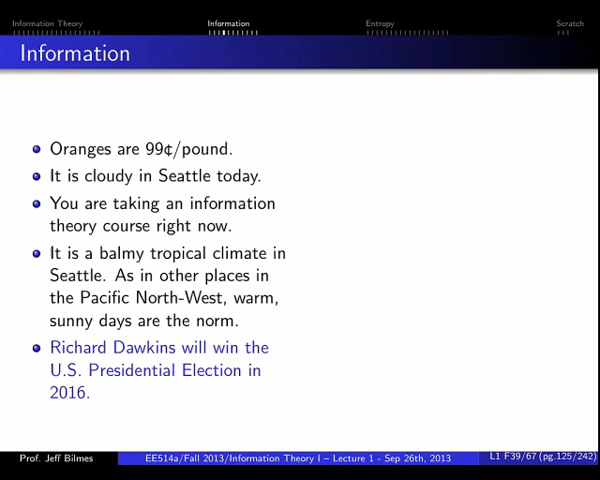 Information Theory Information Entropy Scratch
Information
Oranges are 99¢/pound.
It is cloudy in Seattle today.
You are taking an information
theory course right now.
It is a balmy tropical climate in
Seattle. As in other places in
the Pacific North-West, warm,
sunny days are the norm.
Richard Dawkins will win the
U.S. Presidential Election in
2016.
Prof. Jeff Bilmes EE514a/Fall 2013/Information Theory I – Lecture 1 - Sep 26th, 2013 L1 F39/67 (pg.125/242)